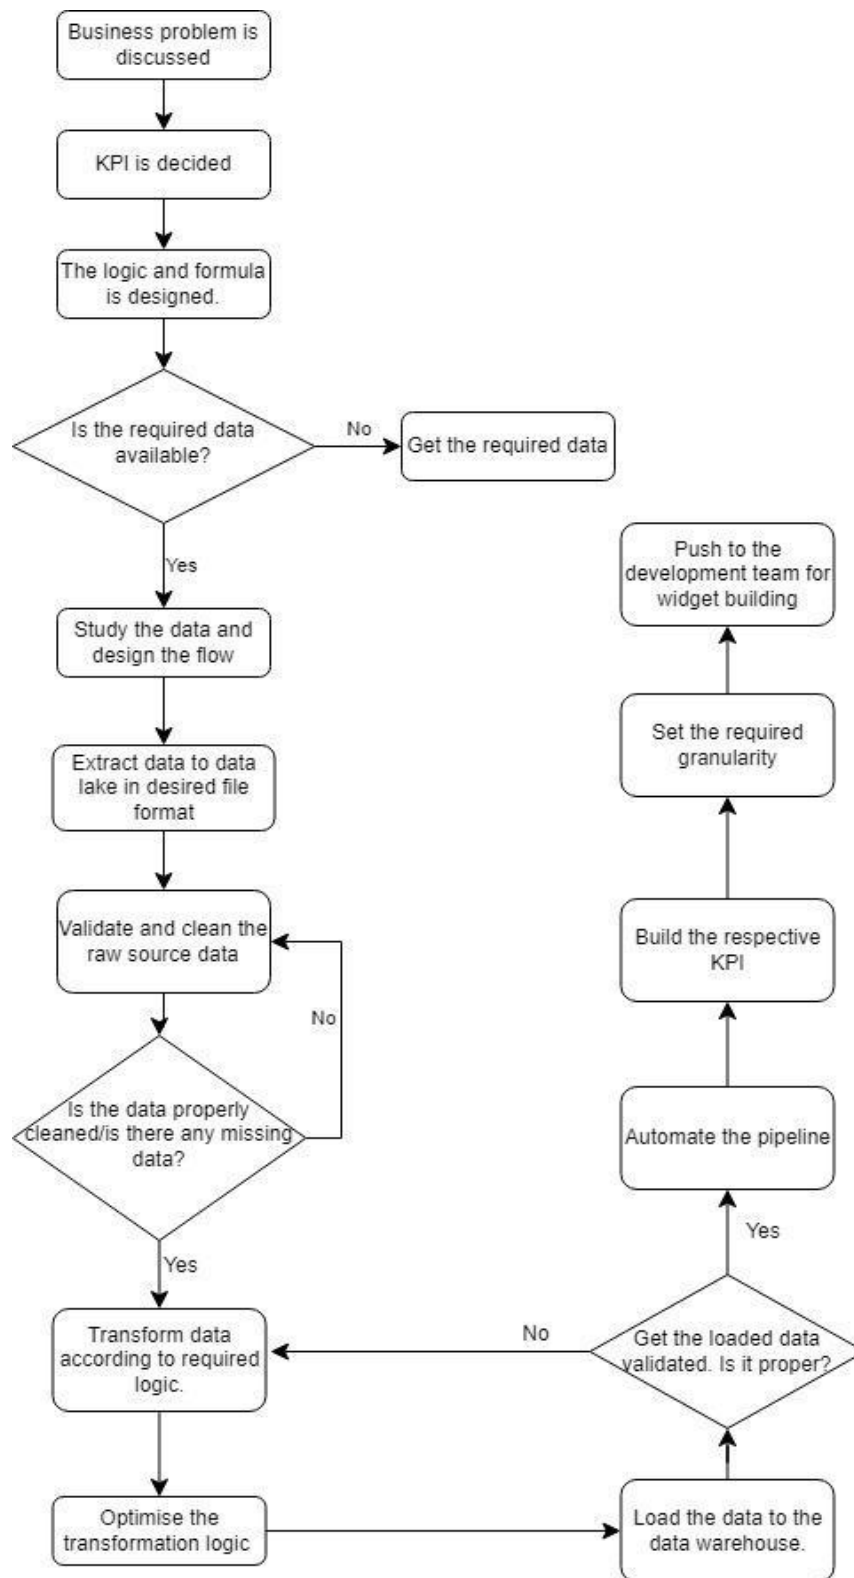 Business problem is
discussed
KPI is decided
The logic and formula
is designed.
Is the required data
available?
No
Get the required data
Yes
Study the data and
design the flow
Extract data to data
lake in desired file
format
Validate and clean the
raw source data
No
Is the data properly
cleaned/is there any missing
data?
Yes
Transform data
according to required
logic.
Optimise the
transformation logic
Load the data to the
data warehouse.
Get the loaded data
validated. Is it proper?
No
Yes
Automate the pipeline
Build the respective
KPI
Set the required
granularity
Push to the
development team for
widget building